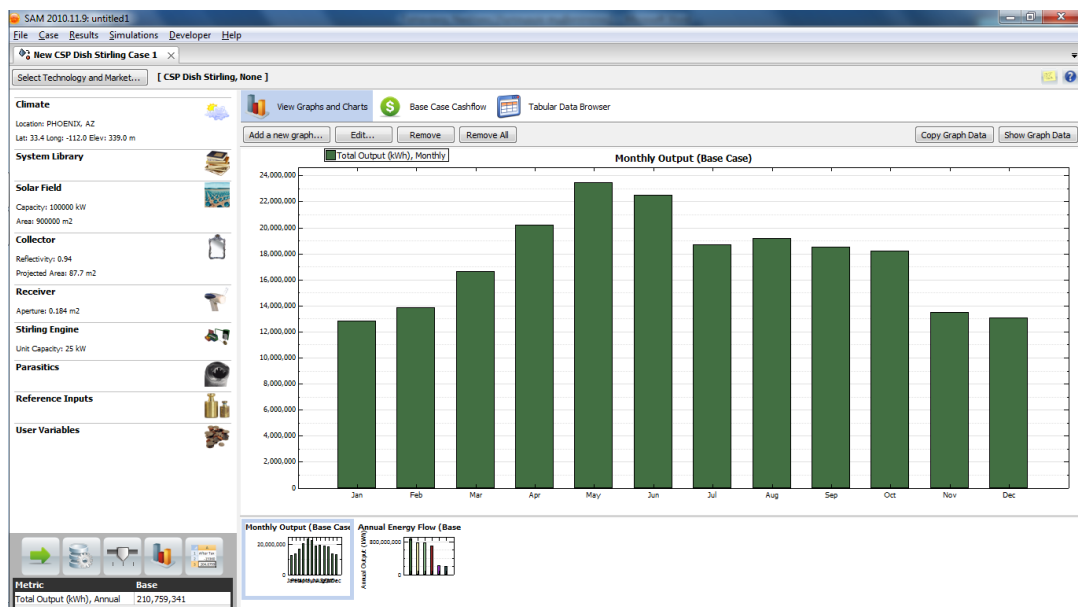 SAM 2010.11.9: untitled1
File Case Results Simulations Developer Help
New CSP Dish Stirling Case 1
Select Technology and Market... [ CSP Dish Stirling, None ]
Climate
Location: PHOENIX, AZ
Lat: 33.4 Long: -112.0 Elev: 339.0 m
System Library
Solar Field
Capacity: 100000 kW
Area: 900000 m2
Collector
Reflectivity: 0.94
Projected Area: 87.7 m2
Receiver
Aperture: 0.184 m2
Stirling Engine
Unit Capacity: 25 kW
Parasitics
Reference Inputs
User Variables
Metric Base
Total Output (kWh), Annual 210,759,341
View Graphs and Charts Base Case Cashflow Tabular Data Browser
Add a new graph... Edit... Remove Remove All Copy Graph Data Show Graph Data
Total Output (kWh), Monthly
Monthly Output (Base Case)
24,000,000
22,000,000
20,000,000
18,000,000
16,000,000
14,000,000
12,000,000
10,000,000
8,000,000
6,000,000
4,000,000
2,000,000
0
Jan Feb Mar Apr May Jun Jul Aug Sep Oct Nov Dec
Monthly Output (Base Case
20,000,000
0
Annual Energy Flow (Base
Annual Output (kWh)
800,000,000
0